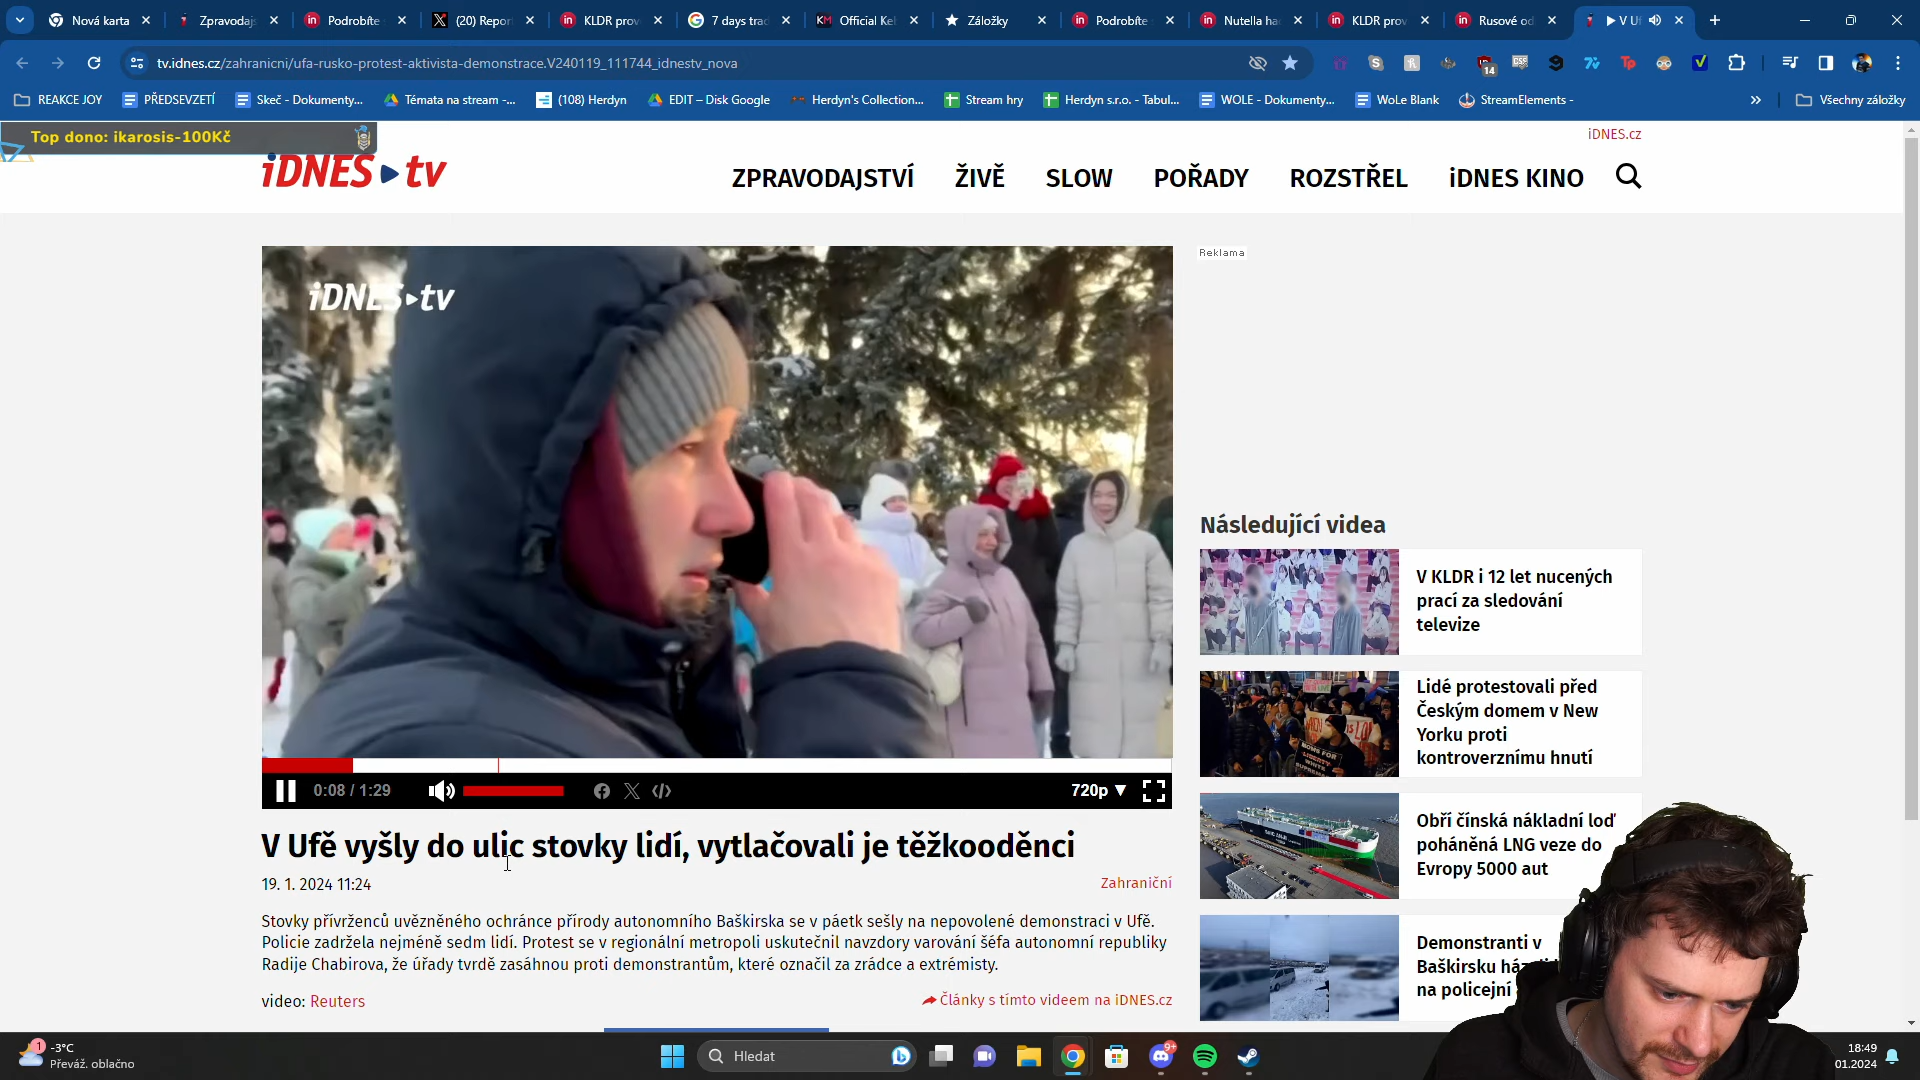 Nová karta
Zpravodajs
Podrobíte
(20) Repor
KLDR prov
7 days trad
Official Ke
Záložky
Podrobíte
Nutella ha
KLDR prov
Rusové od
V U
tv.idnes.cz/zahranicni/ufa-rusko-protest-aktivista-demonstrace.V240119_111744_idnestv_nova
14
REAKCE JOY
PŘEDSEVZETÍ
Skeč - Dokumenty...
Témata na stream -...
(108) Herdyn
EDIT – Disk Google
Herdyn's Collection...
Stream hry
Herdyn s.r.o. - Tabul...
WOLE - Dokumenty...
WoLe Blank
StreamElements -
Všechny záložky
Top dono: ikarosis-100Kč
iDNES tv
iDNES.cz
ZPRAVODAJSTVÍ
ŽIVĚ
SLOW
POŘADY
ROZSTŘEL
iDNES KINO
Reklama
iDNES tv
0:08 / 1:29
720p
V Ufě vyšly do ulic stovky lidí, vytlačovali je těžkooděnci
19. 1. 2024 11:24
Zahraniční
Stovky přívrženců uvězněného ochránce přírody autonomního Baškirska se v páetk sešly na nepovolené demonstraci v Ufě.
Policie zadržela nejméně sedm lidí. Protest se v regionální metropoli uskutečnil navzdory varování šéfa autonomní republiky
Radije Chabirova, že úřady tvrdě zasáhnou proti demonstrantům, které označil za zrádce a extrémisty.
video: Reuters
Články s tímto videem na iDNES.cz
Následující videa
V KLDR i 12 let nucených
prací za sledování
televize
Lidé protestovali před
Českým domem v New
Yorku proti
kontroverznímu hnutí
Obří čínská nákladní loď
poháněná LNG veze do
Evropy 5000 aut
Demonstranti v
Baškirsku
na policejní
1
-3°C
Převáž. oblačno
Hledat
9+
18:49
01.2024